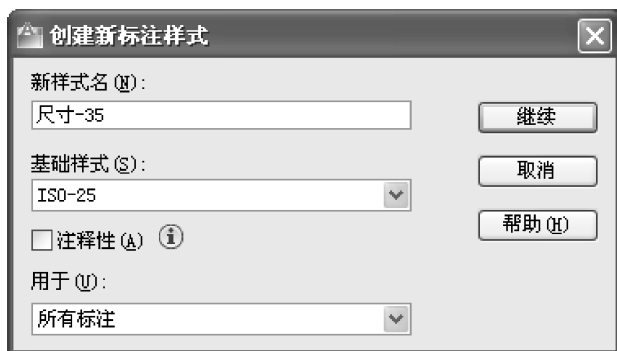 创建新标注样式
新样式名(N):
尺寸-35
继续
基础样式(S):
取消
ISO-25
帮助(H)
注释性(A)
用于(U):
所有标注